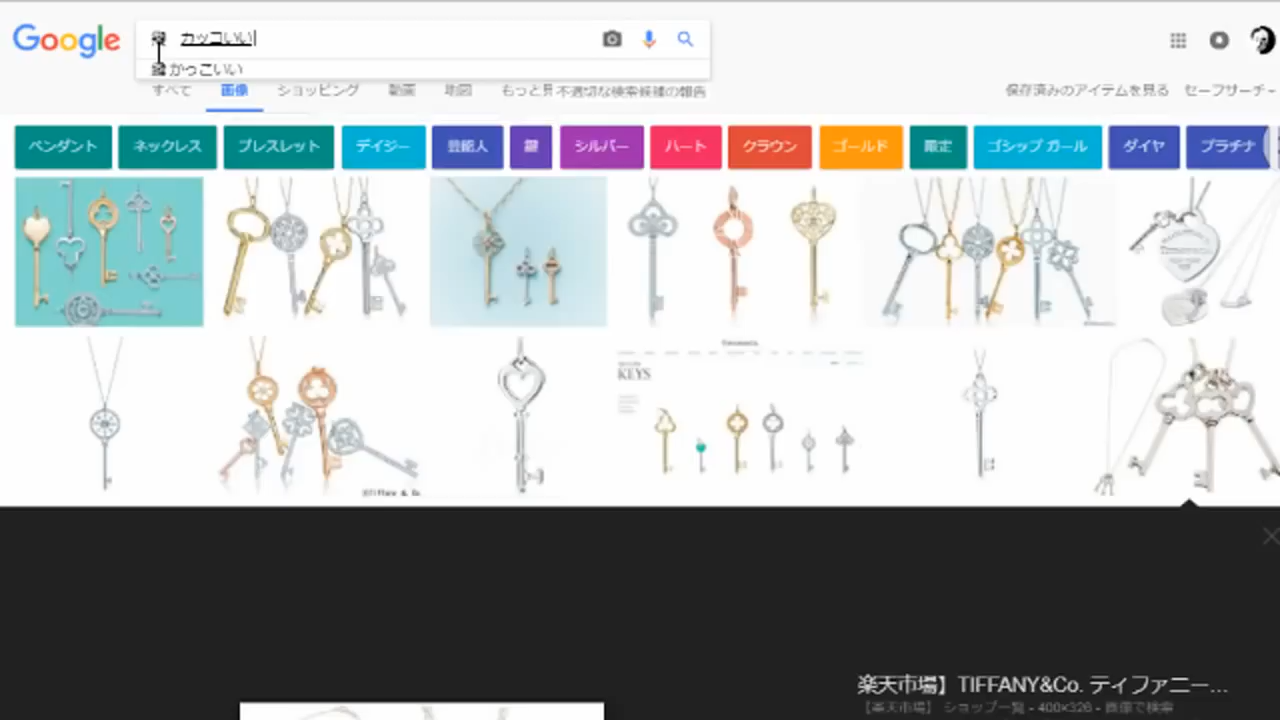 Google
鍵 カッコいい
鍵 かっこいい
すべて 画像 ショッピング 動画 地図 もっと見 不適切な検索候補の報告 保存済みのアイテムを見る セーフサーチ
ペンダント ネックレス ブレスレット デイジー 芸能人 鍵 シルバー ハート クラウン ゴールド 限定 ゴシップ ガール ダイヤ プラチナ
KEYS
©Tiffany & Co.
楽天市場】TIFFANY&Co. ティファニー...
【楽天市場】 ショップ一覧 - 400×326 - 画像で検索